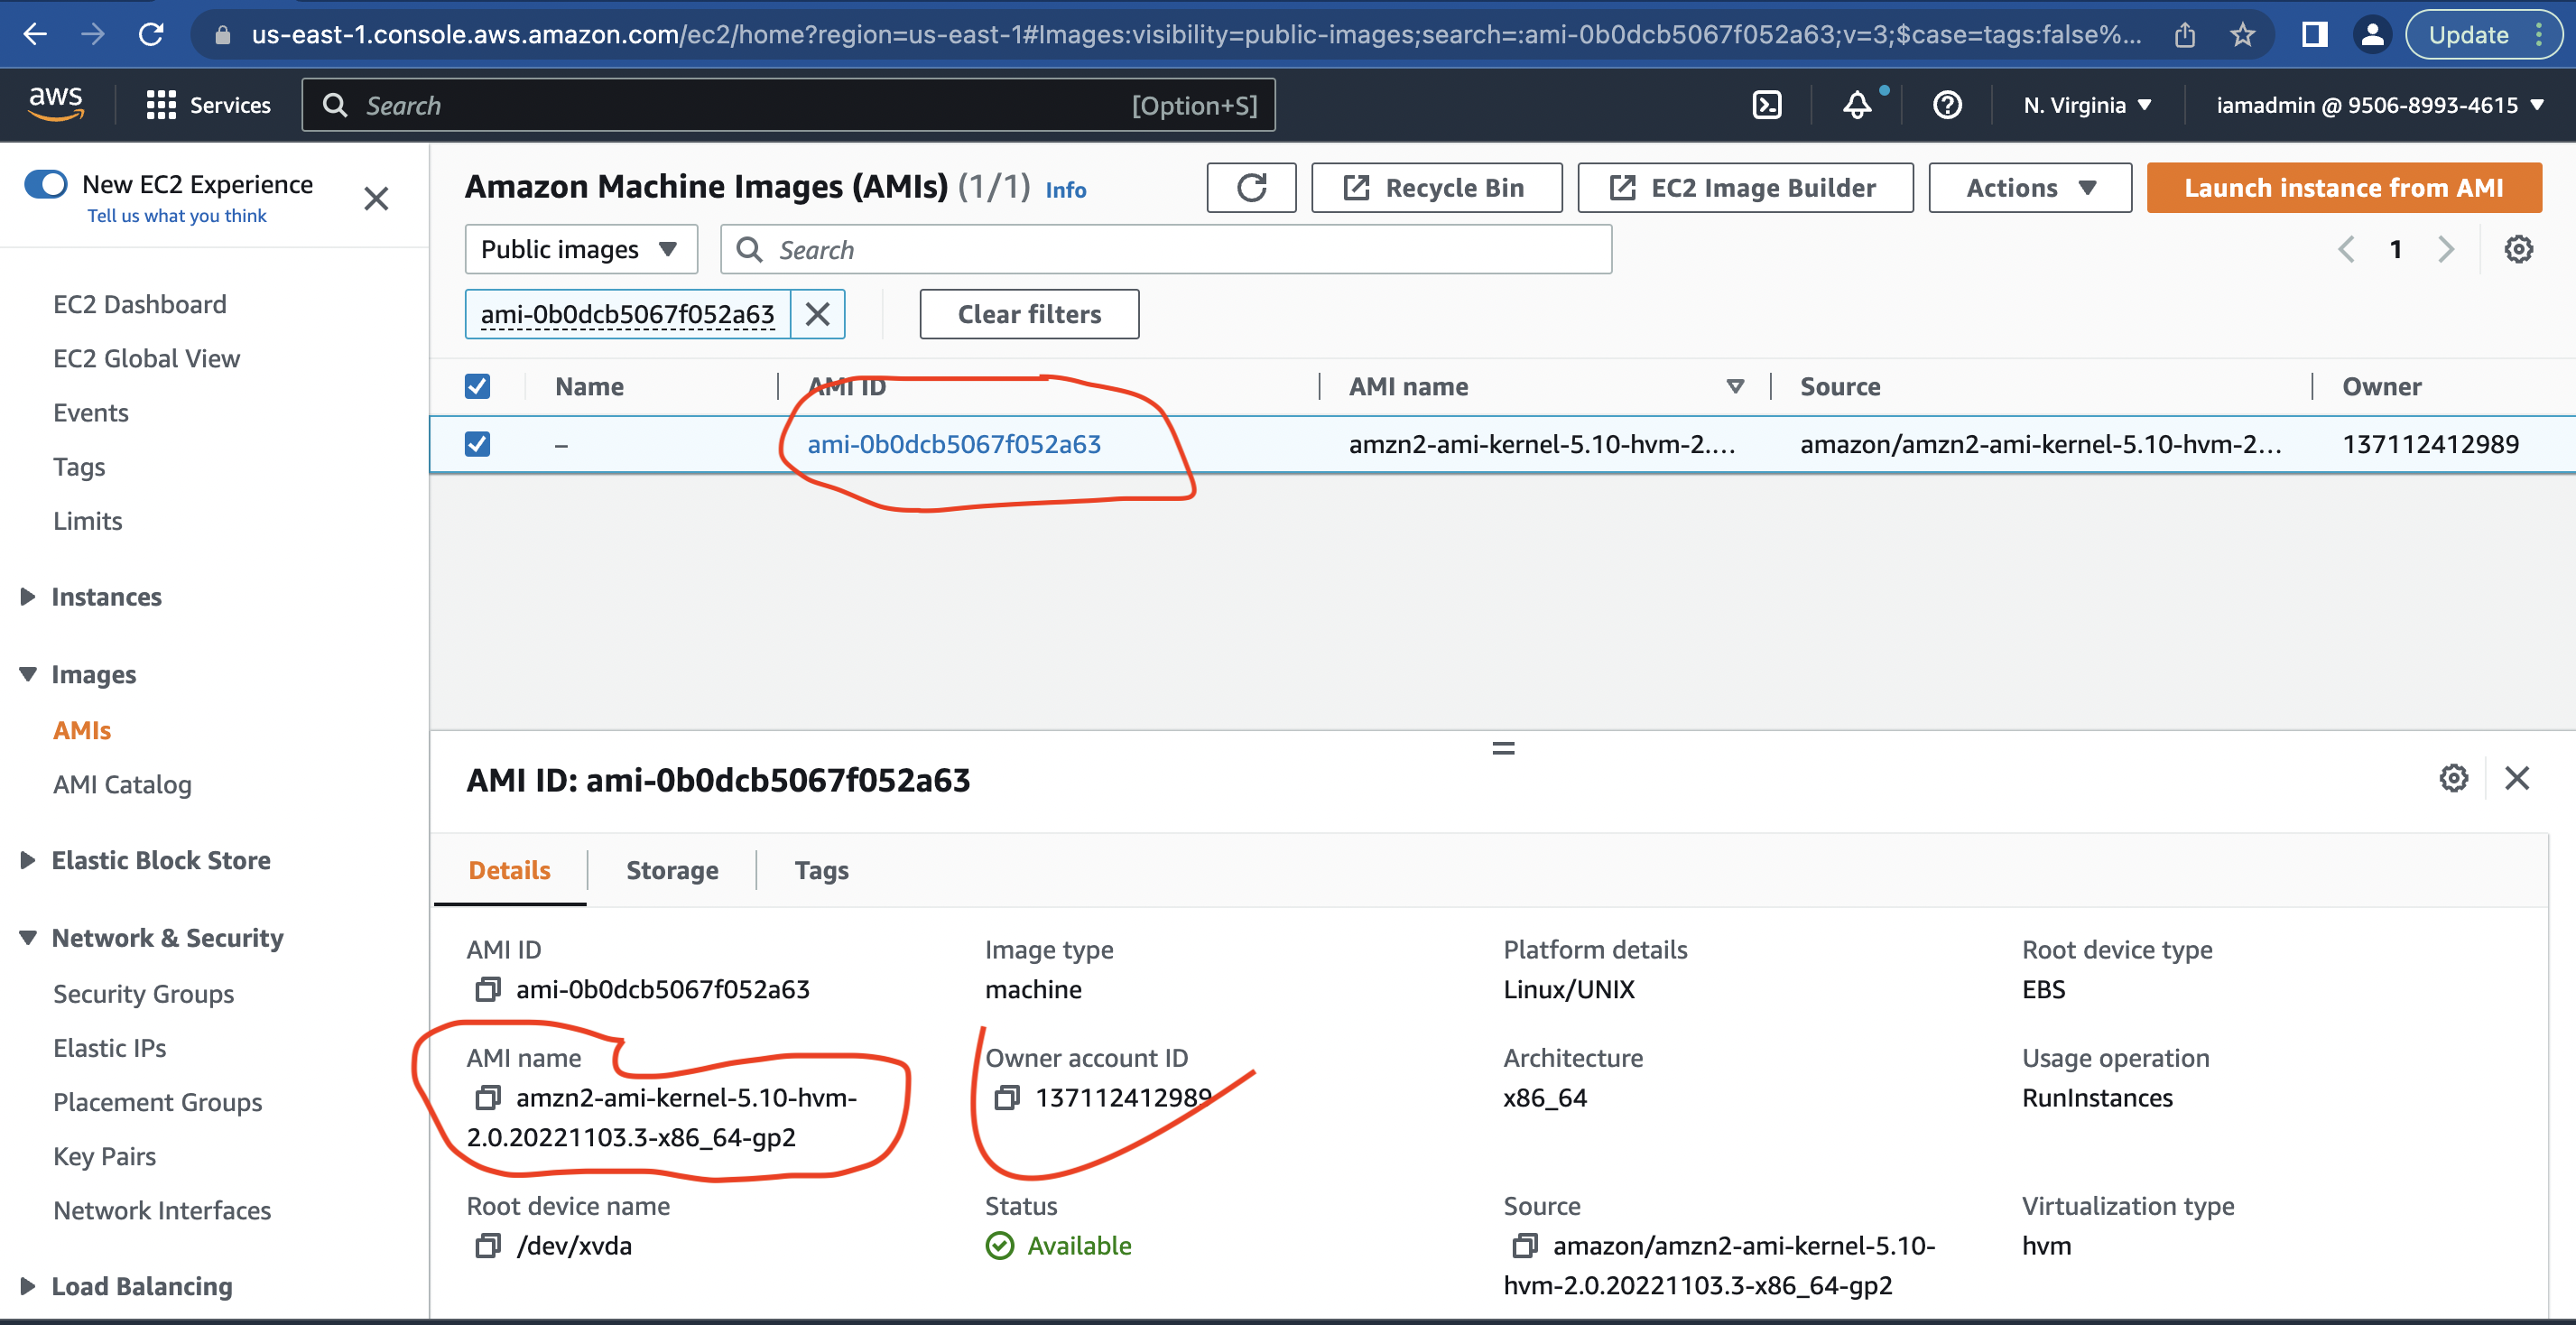 us-east-1.console.aws.amazon.com/ec2/home?region=us-east-1#Images:visibility=public-images;search=:ami-0b0dcb5067f052a63;v=3;$case=tags:false%...
Update
aws
Services
Search
[Option+S]
N. Virginia
iamadmin @ 9506-8993-4615
New EC2 Experience
Tell us what you think
EC2 Dashboard
EC2 Global View
Events
Tags
Limits
Instances
Images
AMIs
AMI Catalog
Elastic Block Store
Network & Security
Security Groups
Elastic IPs
Placement Groups
Key Pairs
Network Interfaces
Load Balancing
Amazon Machine Images (AMIs) (1/1) Info
Recycle Bin
EC2 Image Builder
Actions
Launch instance from AMI
Public images
Search
1
ami-0b0dcb5067f052a63
Clear filters
Name
AMI ID
AMI name
Source
Owner
–
ami-0b0dcb5067f052a63
amzn2-ami-kernel-5.10-hvm-2....
amazon/amzn2-ami-kernel-5.10-hvm-2...
137112412989
AMI ID: ami-0b0dcb5067f052a63
Details
Storage
Tags
AMI ID
ami-0b0dcb5067f052a63
Image type
machine
Platform details
Linux/UNIX
Root device type
EBS
AMI name
amzn2-ami-kernel-5.10-hvm-
2.0.20221103.3-x86_64-gp2
Owner account ID
137112412989
Architecture
x86_64
Usage operation
RunInstances
Root device name
/dev/xvda
Status
Available
Source
amazon/amzn2-ami-kernel-5.10-
hvm-2.0.20221103.3-x86_64-gp2
Virtualization type
hvm